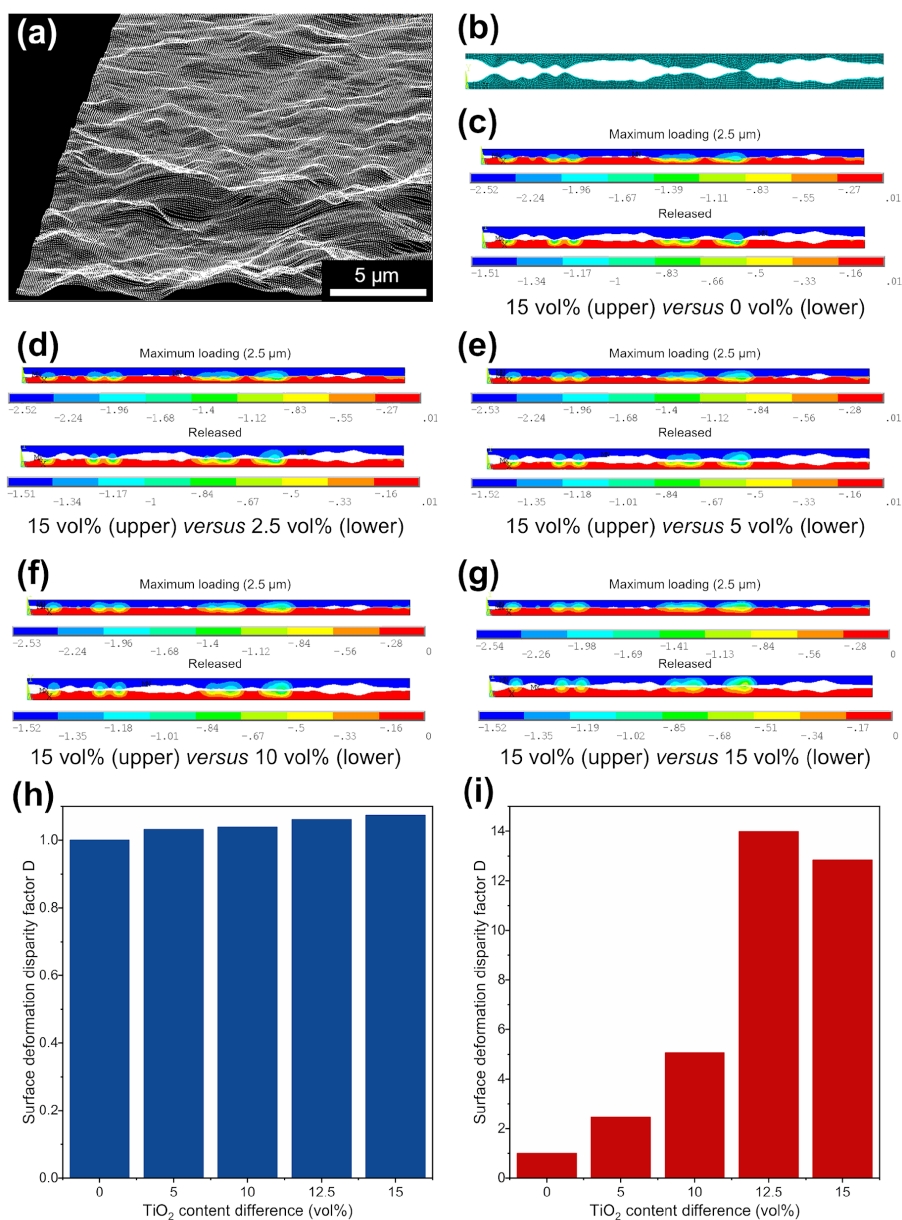 (a)
5 µm
(b)
(c)
Maximum loading (2.5 µm)
-2.52 -1.96 -1.39 -.83 -.27
-2.24 -1.67 -1.11 -.55 .01
Released
-1.51 -1.18 -.83 -.5 -.16
-1.34 -1 -.66 -.33 .01
15 vol% (upper) versus 0 vol% (lower)
(d)
Maximum loading (2.5 µm)
-2.52 -1.96 -1.4 -.83 -.27
-2.24 -1.68 -1.12 -.55 .01
Released
-1.51 -1.17 -.84 -.5 -.16
-1.34 -1 -.67 -.33 .01
15 vol% (upper) versus 2.5 vol% (lower)
(e)
Maximum loading (2.5 µm)
-2.52 -1.96 -1.4 -.84 -.28
-2.24 -1.68 -1.12 -.56 .01
Released
-1.51 -1.18 -.84 -.5 -.16
-1.35 -1.01 -.67 -.33 .01
15 vol% (upper) versus 5 vol% (lower)
(f)
Maximum loading (2.5 µm)
-2.53 -1.96 -1.4 -.84 -.28
-2.24 -1.68 -1.12 -.56 0
Released
-1.52 -1.18 -.84 -.5 -.16
-1.35 -1.01 -.67 -.33 0
15 vol% (upper) versus 10 vol% (lower)
(g)
Maximum loading (2.5 µm)
-2.54 -1.98 -1.41 -.84 -.28
-2.26 -1.69 -1.13 -.56 0
Released
-1.52 -1.19 -.85 -.51 -.17
-1.35 -1.02 -.68 -.34 0
15 vol% (upper) versus 15 vol% (lower)
(h)
Surface deformation disparity factor D
1.0
0.8
0.6
0.4
0.2
0.0
0 5 10 12.5 15
TiO₂ content difference (vol%)
(i)
Surface deformation disparity factor D
14
12
10
8
6
4
2
0
0 5 10 12.5 15
TiO₂ content difference (vol%)